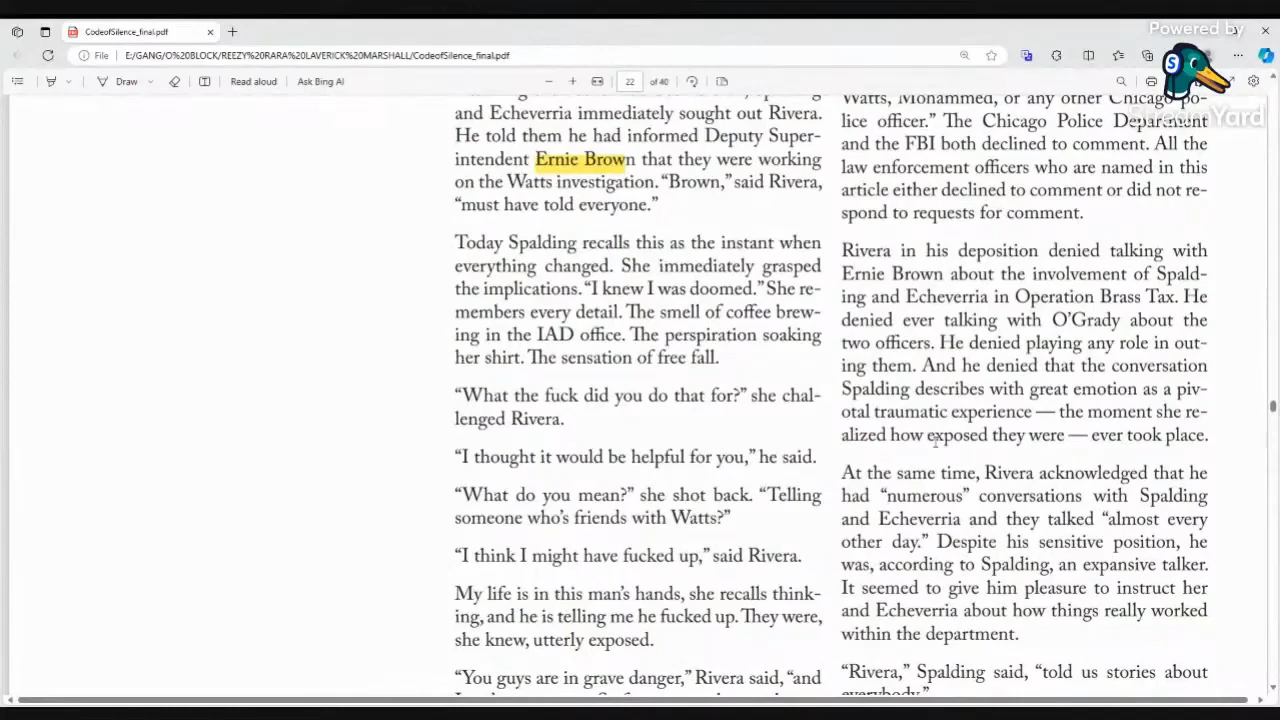 Powered by
StreamYard
CodeofSilence_final.pdf
File
E:/GANG/O%20BLOCK/REEZY%20RARA%20LAVERICK%20MARSHALL/CodeofSilence_final.pdf
Draw
Read aloud
Ask Bing AI
22
of 40
and Echeverria immediately sought out Rivera.
He told them he had informed Deputy Super-
intendent Ernie Brown that they were working
on the Watts investigation. “Brown,” said Rivera,
“must have told everyone.”
Today Spalding recalls this as the instant when
everything changed. She immediately grasped
the implications. “I knew I was doomed.” She re-
members every detail. The smell of coffee brew-
ing in the IAD office. The perspiration soaking
her shirt. The sensation of free fall.
“What the fuck did you do that for?” she chal-
lenged Rivera.
“I thought it would be helpful for you,” he said.
“What do you mean?” she shot back. “Telling
someone who’s friends with Watts?”
“I think I might have fucked up,” said Rivera.
My life is in this man’s hands, she recalls think-
ing, and he is telling me he fucked up. They were,
she knew, utterly exposed.
“You guys are in grave danger,” Rivera said, “and
Watts, Mohammed, or any other Chicago po-
lice officer.” The Chicago Police Department
and the FBI both declined to comment. All the
law enforcement officers who are named in this
article either declined to comment or did not re-
spond to requests for comment.
Rivera in his deposition denied talking with
Ernie Brown about the involvement of Spald-
ing and Echeverria in Operation Brass Tax. He
denied ever talking with O’Grady about the
two officers. He denied playing any role in out-
ing them. And he denied that the conversation
Spalding describes with great emotion as a piv-
otal traumatic experience — the moment she re-
alized how exposed they were — ever took place.
At the same time, Rivera acknowledged that he
had “numerous” conversations with Spalding
and Echeverria and they talked “almost every
other day.” Despite his sensitive position, he
was, according to Spalding, an expansive talker.
It seemed to give him pleasure to instruct her
and Echeverria about how things really worked
within the department.
“Rivera,” Spalding said, “told us stories about
everybody.”